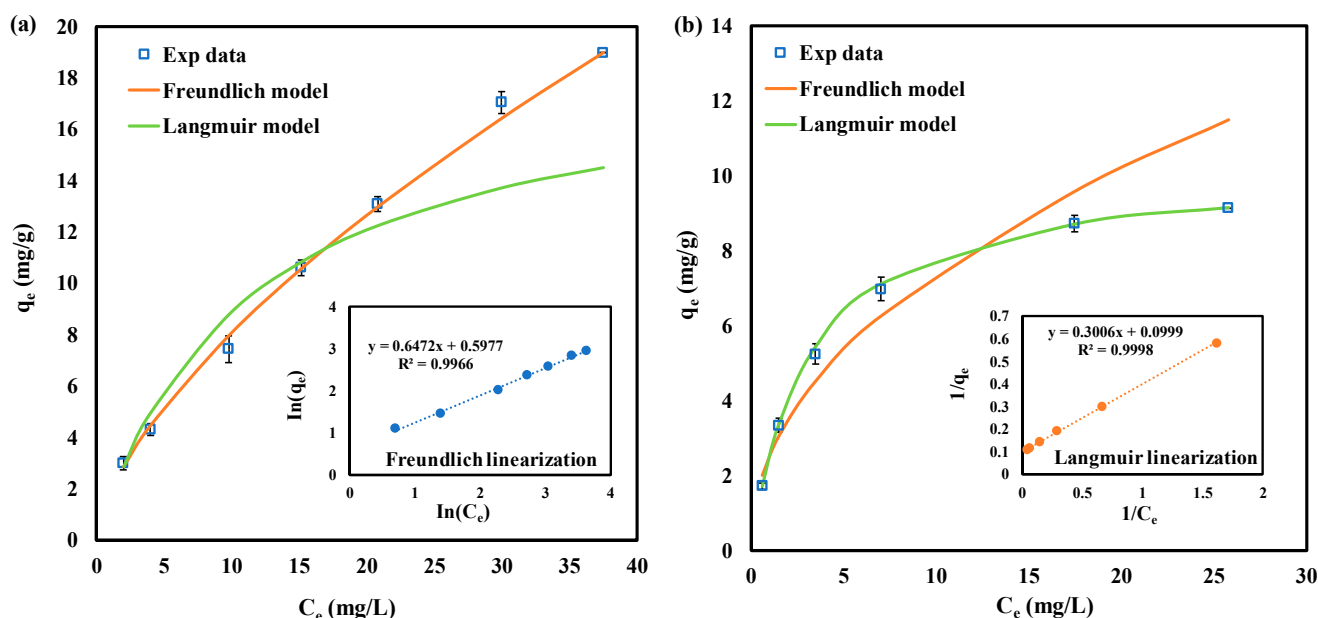 (a)
20
18
16
14
12
10
8
6
4
2
0
qₑ (mg/g)
Exp data
Freundlich model
Langmuir model
4
3
2
1
0
In(qₑ)
y = 0.6472x + 0.5977
R² = 0.9966
Freundlich linearization
0 1 2 3 4
In(Cₑ)
0 5 10 15 20 25 30 35 40
Cₑ (mg/L)
(b)
14
12
10
8
6
4
2
0
qₑ (mg/g)
Exp data
Freundlich model
Langmuir model
0.7
0.6
0.5
0.4
0.3
0.2
0.1
0
1/qₑ
y = 0.3006x + 0.0999
R² = 0.9998
Langmuir linearization
0 0.5 1 1.5 2
1/Cₑ
0 5 10 15 20 25 30
Cₑ (mg/L)